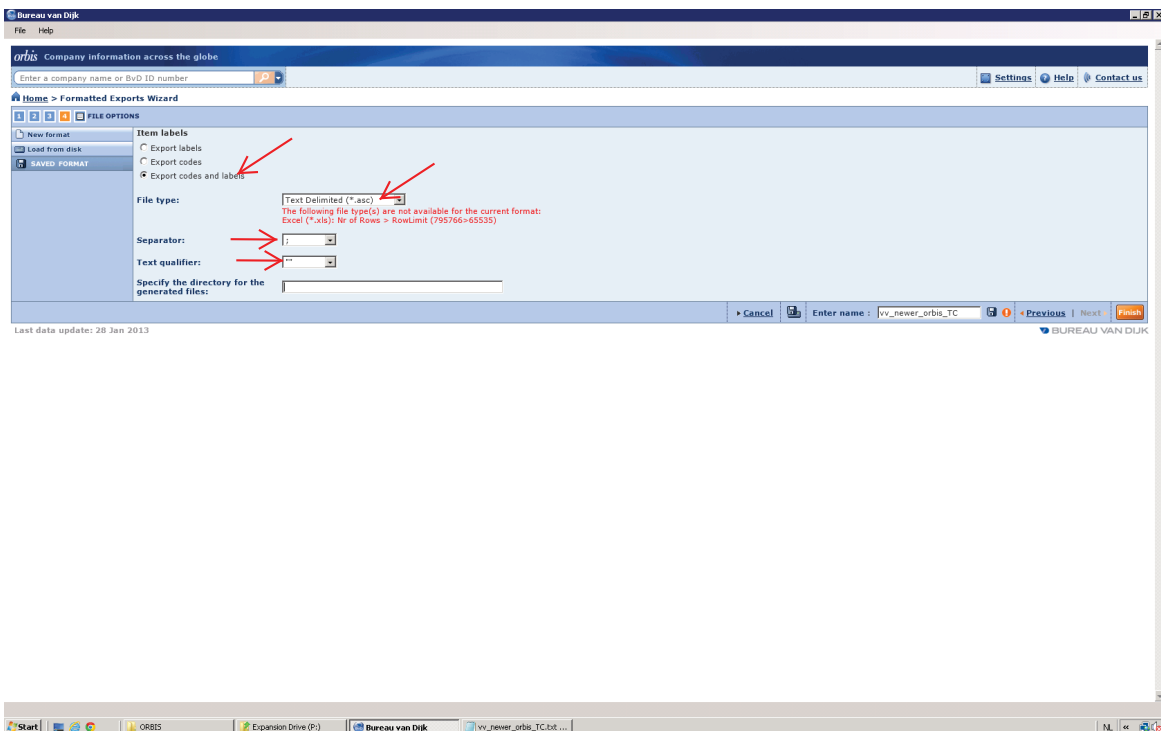 Bureau van Dijk
File Help
orbis Company information across the globe
Enter a company name or BvD ID number
Settings Help Contact us
Home > Formatted Exports Wizard
1 2 3 4 FILE OPTIONS
New format
Load from disk
SAVED FORMAT
Item labels
Export labels
Export codes
Export codes and labels
File type: Text Delimited (*.asc)
The following file type(s) are not available for the current format:
Excel (*.xls): Nr of Rows > RowLimit (795766>65535)
Separator: ;
Text qualifier: ""
Specify the directory for the
generated files:
Cancel Enter name : vv_newer_orbis_TC Previous | Next Finish
Last data update: 28 Jan 2013
BUREAU VAN DIJK
Start ORBIS Expansion Drive (P:) Bureau van Dijk vv_newer_orbis_TC.txt ... NL «